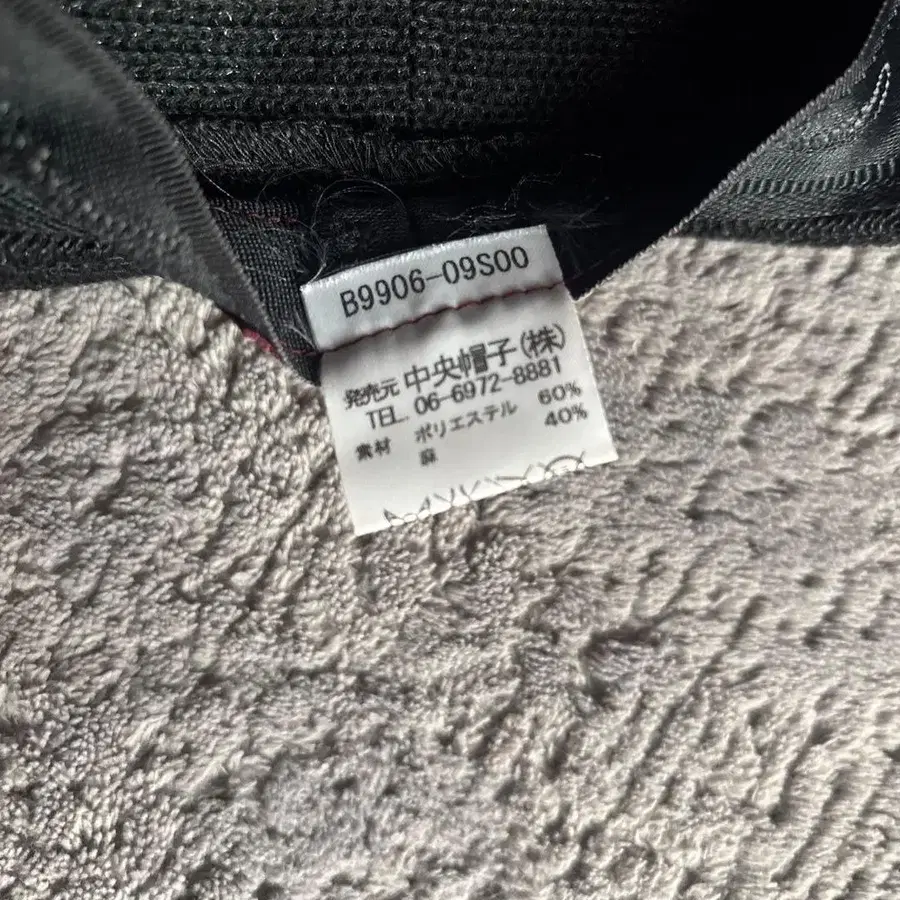 B9906-09S00
発売元 中央帽子(株)
TEL. 06-6972-8881
素材 ポリエステル 60%
麻 40%